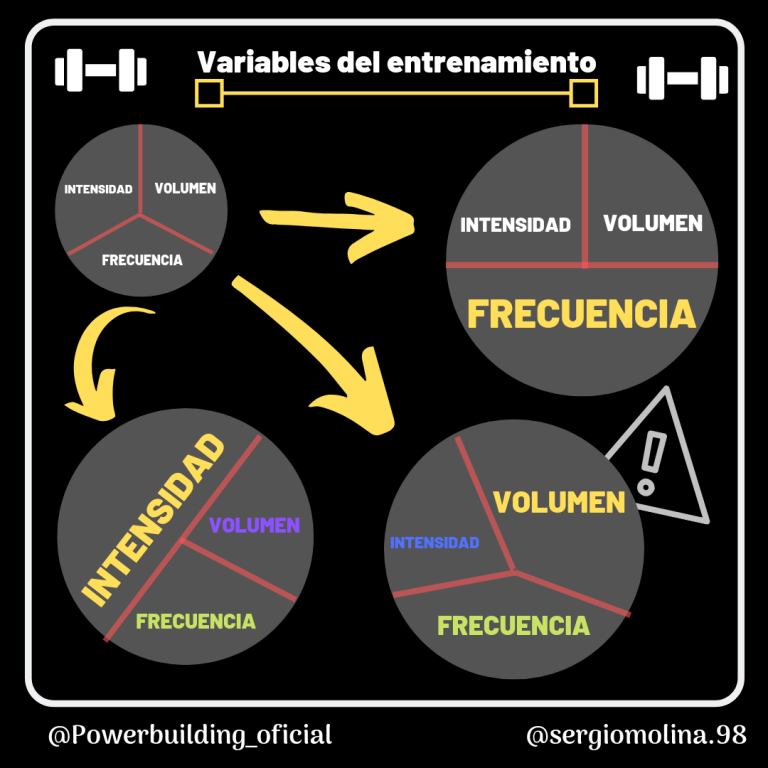 Variables del entrenamiento
INTENSIDAD
VOLUMEN
FRECUENCIA
INTENSIDAD
VOLUMEN
FRECUENCIA
INTENSIDAD
VOLUMEN
FRECUENCIA
VOLUMEN
INTENSIDAD
FRECUENCIA
@Powerbuilding_oficial
@sergiomolina.98